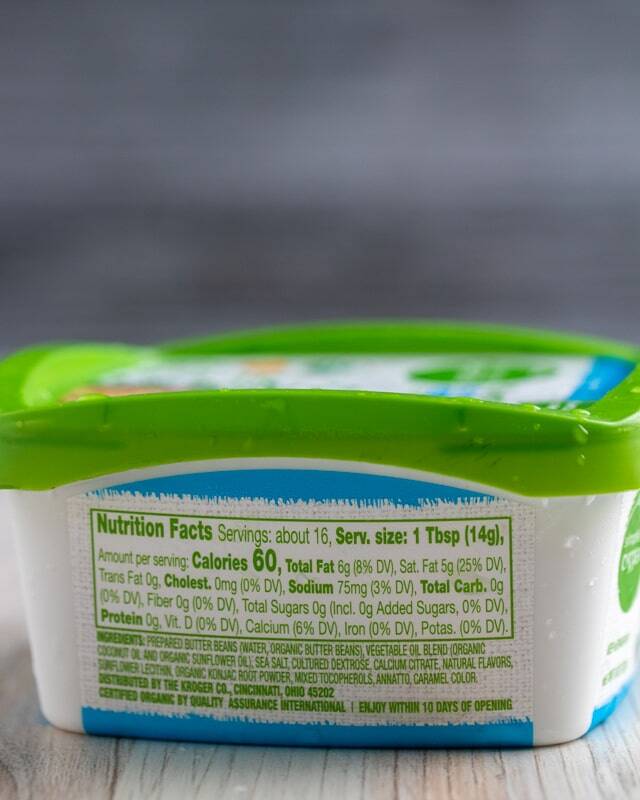 Nutrition Facts Servings: about 16, Serv. size: 1 Tbsp (14g),
Amount per serving: Calories 60, Total Fat 6g (8% DV), Sat. Fat 5g (25% DV),
Trans Fat 0g, Cholest. 0mg (0% DV), Sodium 75mg (3% DV), Total Carb. 0g
(0% DV), Fiber 0g (0% DV), Total Sugars 0g (Incl. 0g Added Sugars, 0% DV),
Protein 0g, Vit. D (0% DV), Calcium (6% DV), Iron (0% DV), Potas. (0% DV).
INGREDIENTS: PREPARED BUTTER BEANS (WATER, ORGANIC BUTTER BEANS), VEGETABLE OIL BLEND (ORGANIC
COCONUT OIL AND ORGANIC SUNFLOWER OIL), SEA SALT, CULTURED DEXTROSE, CALCIUM CITRATE, NATURAL FLAVORS,
SUNFLOWER LECITHIN, ORGANIC KONJAC ROOT POWDER, MIXED TOCOPHEROLS, ANNATTO, CARAMEL COLOR.
DISTRIBUTED BY THE KROGER CO., CINCINNATI, OHIO 45202
CERTIFIED ORGANIC BY QUALITY ASSURANCE INTERNATIONAL | ENJOY WITHIN 10 DAYS OF OPENING